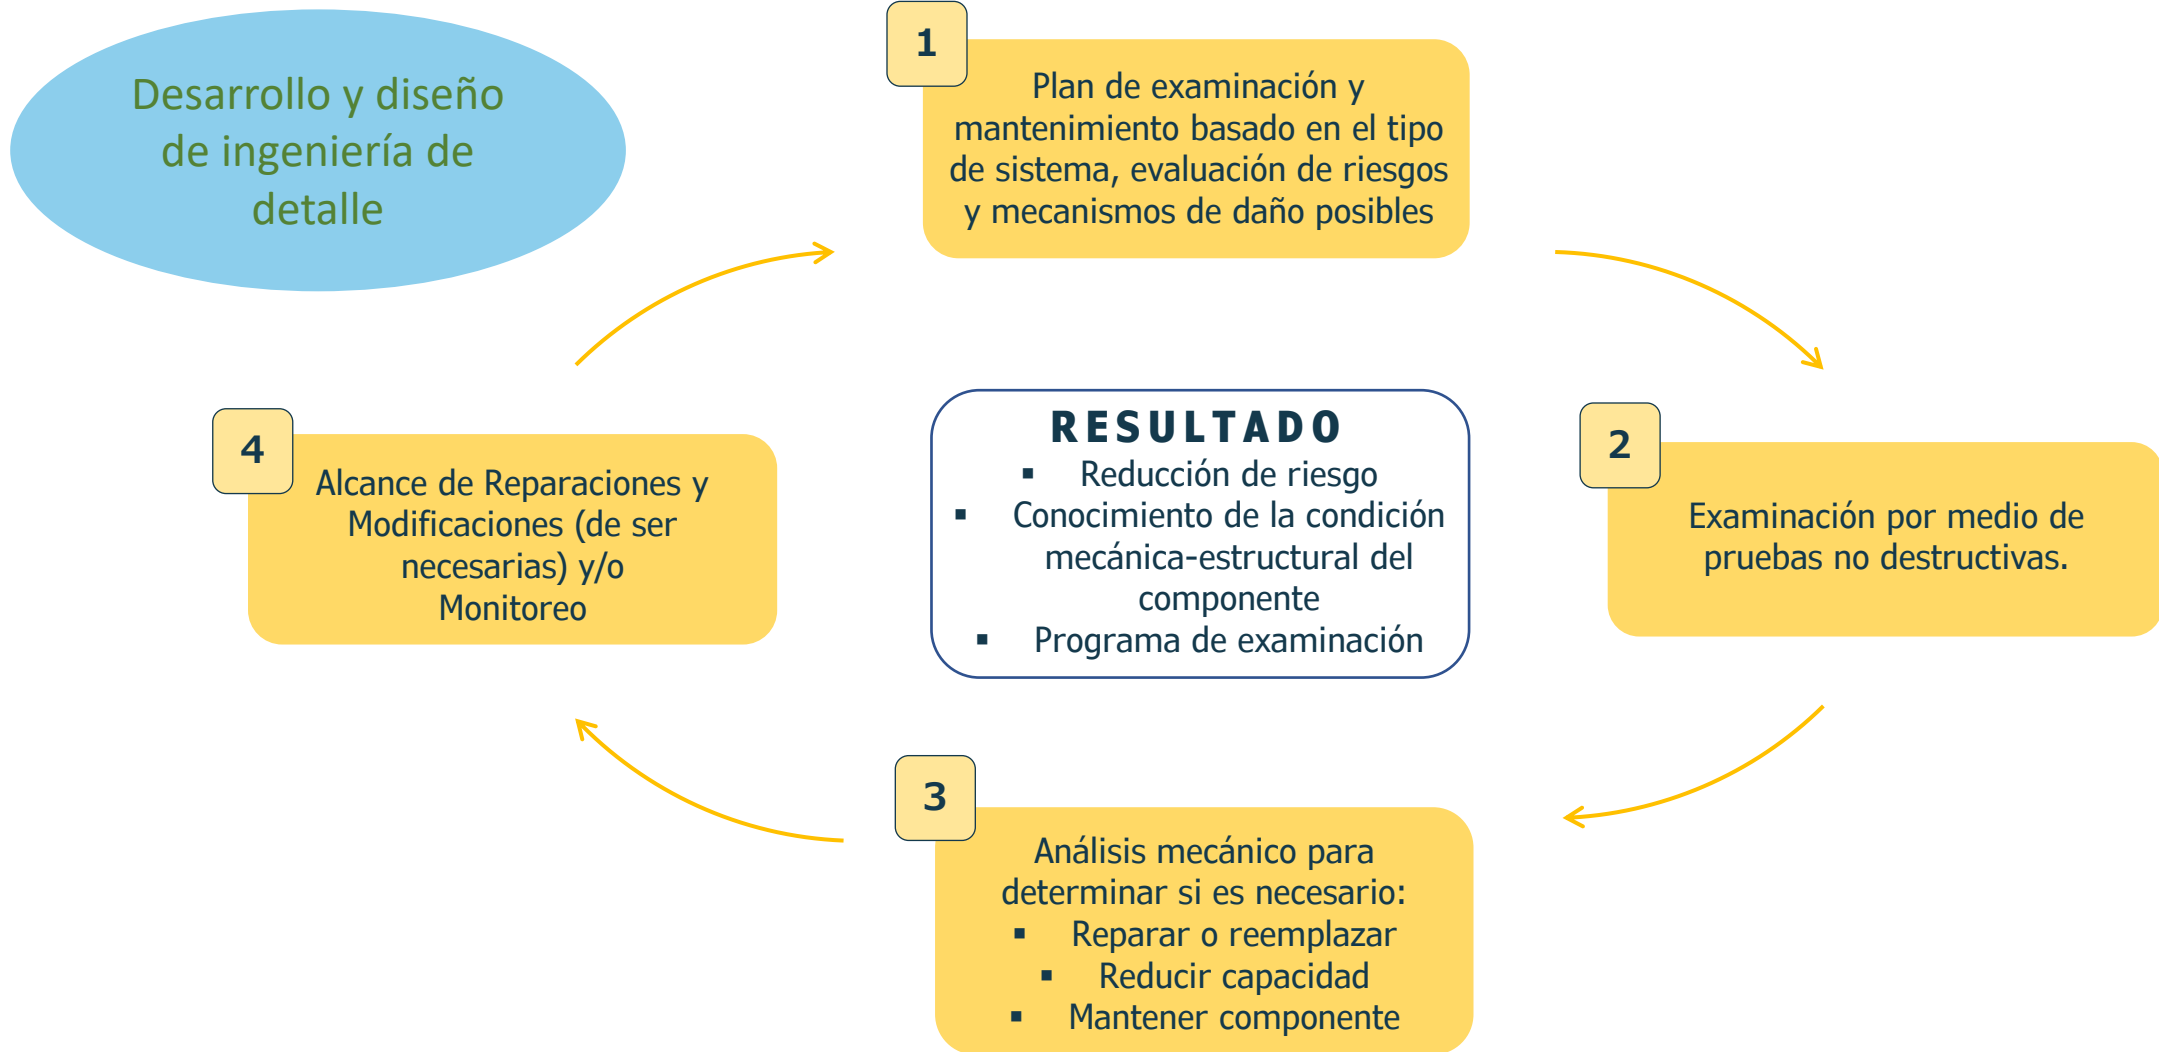 Desarrollo y diseño
de ingeniería de
detalle
1
Plan de examinación y
mantenimiento basado en el tipo
de sistema, evaluación de riesgos
y mecanismos de daño posibles
2
Examinación por medio de
pruebas no destructivas.
3
Análisis mecánico para
determinar si es necesario:
▪ Reparar o reemplazar
▪ Reducir capacidad
▪ Mantener componente
4
Alcance de Reparaciones y
Modificaciones (de ser
necesarias) y/o
Monitoreo
RESULTADO
▪ Reducción de riesgo
▪ Conocimiento de la condición
mecánica-estructural del
componente
▪ Programa de examinación